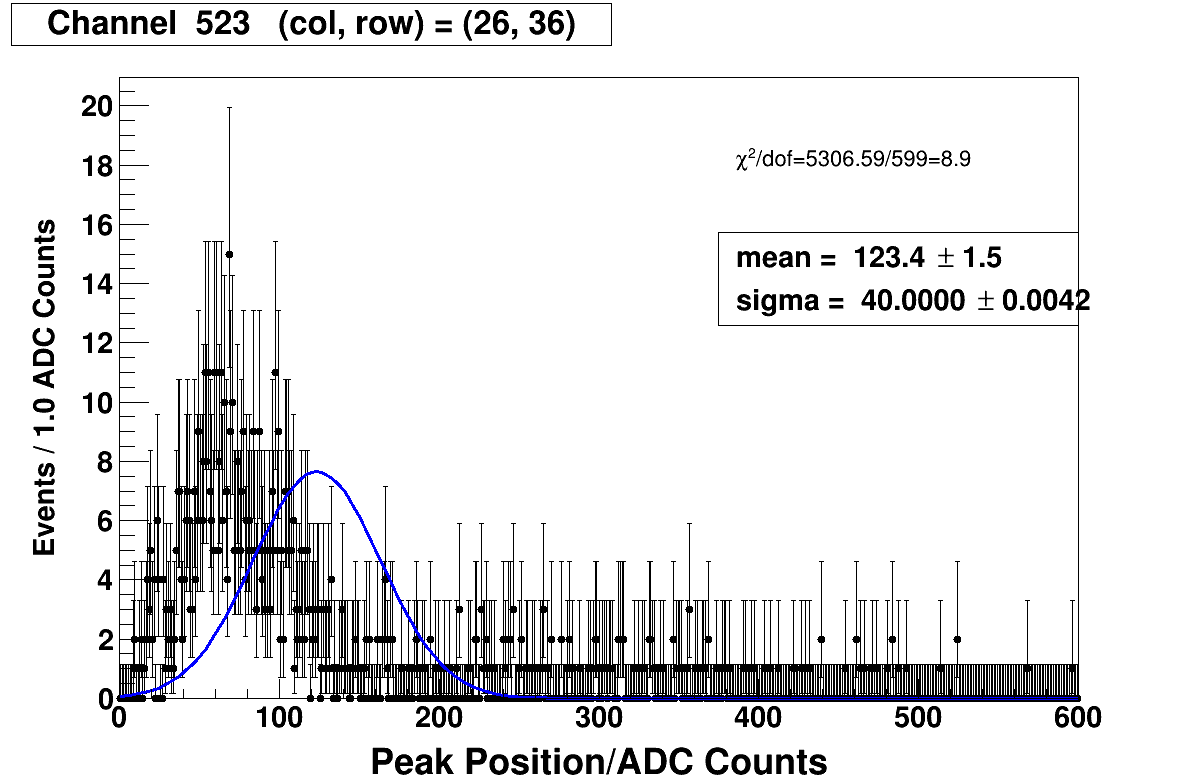 Channel 523 (col, row) = (26, 36)
χ²/dof=5306.59/599=8.9
mean = 123.4 ± 1.5
sigma = 40.0000 ± 0.0042
Events / 1.0 ADC Counts
20
18
16
14
12
10
8
6
4
2
0
0 100 200 300 400 500 600
Peak Position/ADC Counts